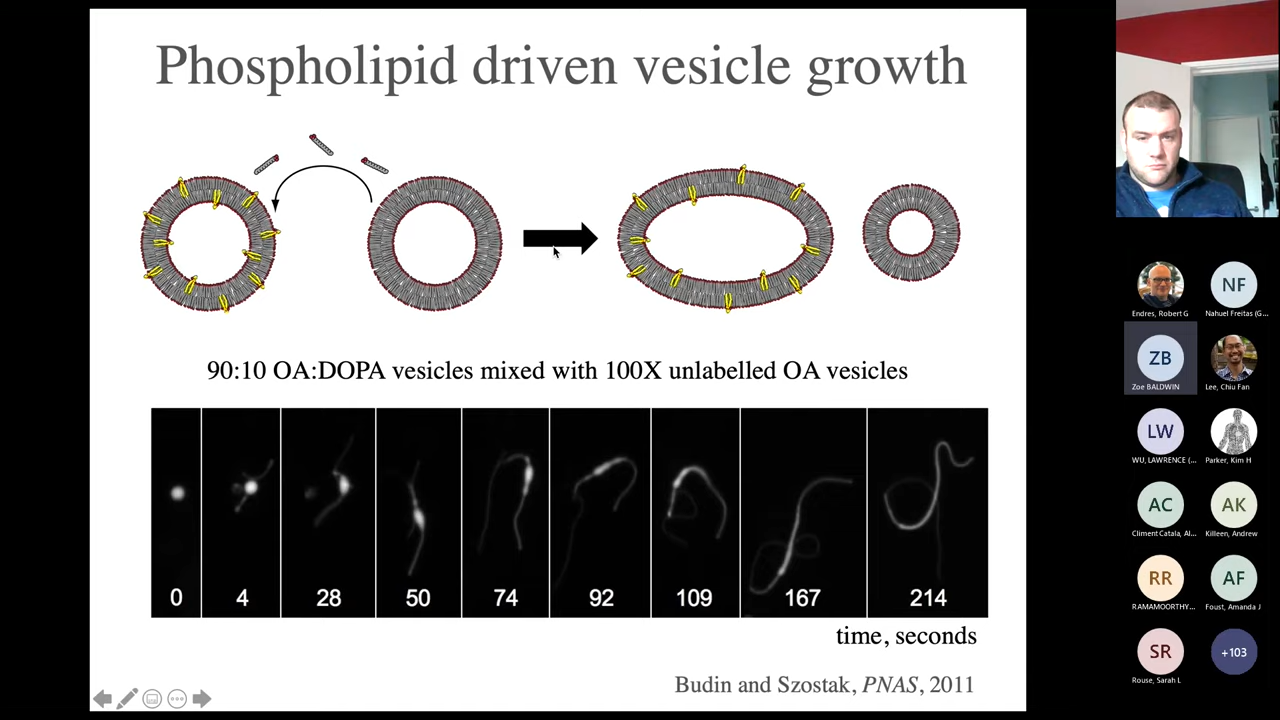 Phospholipid driven vesicle growth
90:10 OA:DOPA vesicles mixed with 100X unlabelled OA vesicles
0 4 28 50 74 92 109 167 214
time, seconds
Budin and Szostak, PNAS, 2011
Endres, Robert G
NF
Nahuel Freitas (G...
ZB
Zoe BALDWIN
Lee, Chiu Fan
LW
WU, LAWRENCE (...
Parker, Kim H
AC
Climent Catala, Al...
AK
Killeen, Andrew
RR
RAMAMOORTHY...
AF
Foust, Amanda J
SR
Rouse, Sarah L
+103